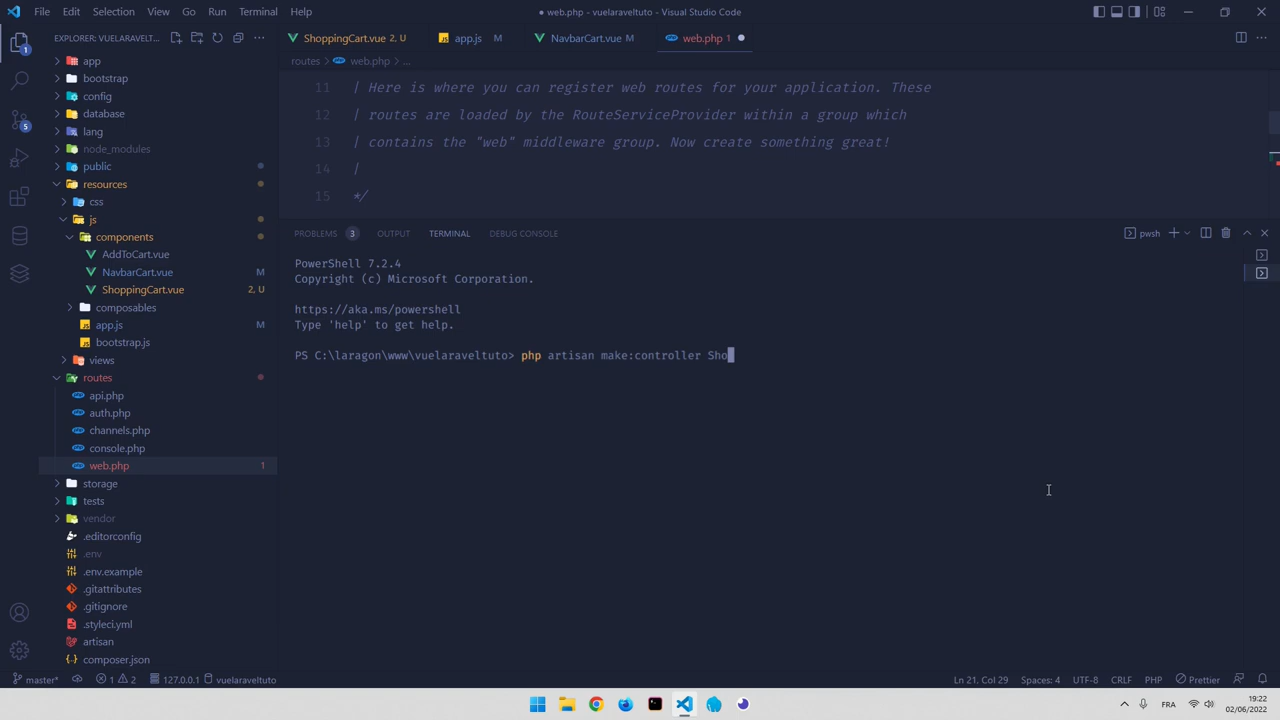 File Edit Selection View Go Run Terminal Help
● web.php - vuelaraveltuto - Visual Studio Code
EXPLORER: VUELARAVELT...
ShoppingCart.vue 2, U
app.js M
NavbarCart.vue M
web.php 1
routes > web.php > ...
app
bootstrap
config
database
lang
node_modules
public
resources
css
js
components
AddToCart.vue
NavbarCart.vue M
ShoppingCart.vue 2, U
composables
app.js M
bootstrap.js
views
routes
api.php
auth.php
channels.php
console.php
web.php 1
storage
tests
vendor
.editorconfig
.env
.env.example
.gitattributes
.gitignore
.styleci.yml
artisan
composer.json
1
5
11 | Here is where you can register web routes for your application. These
12 | routes are loaded by the RouteServiceProvider within a group which
13 | contains the "web" middleware group. Now create something great!
14 |
15 */
PROBLEMS 3 OUTPUT TERMINAL DEBUG CONSOLE
pwsh
PowerShell 7.2.4
Copyright (c) Microsoft Corporation.
https://aka.ms/powershell
Type 'help' to get help.
PS C:\laragon\www\vuelaraveltuto> php artisan make:controller Sho
master* 1 2 127.0.0.1 vuelaraveltuto
Ln 21, Col 29 Spaces: 4 UTF-8 CRLF PHP Prettier
FRA
19:22
02/06/2022